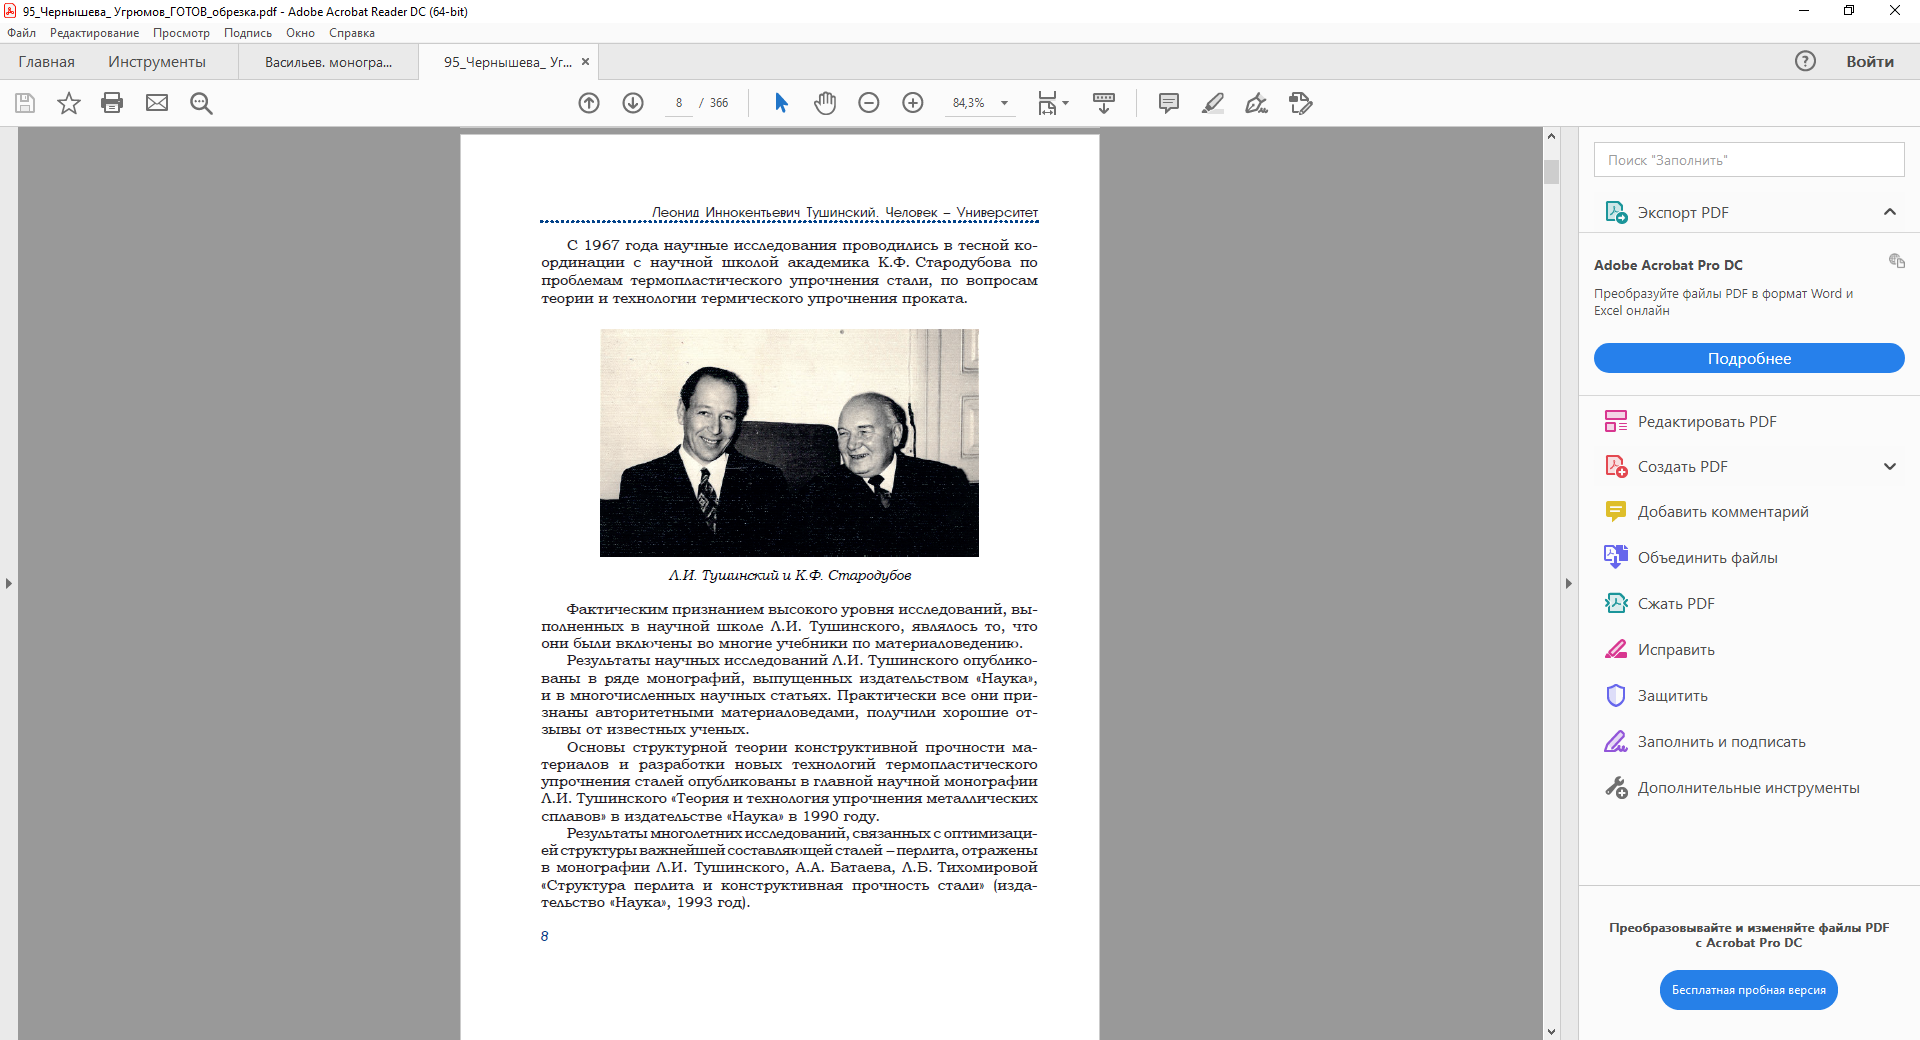 95_Чернышева_ Угрюмов_ГОТОВ_обрезка.pdf - Adobe Acrobat Reader DC (64-bit)
Файл Редактирование Просмотр Подпись Окно Справка
Главная Инструменты Васильев. моногра... 95_Чернышева_ Уг... × ? Войти
8 / 366 84,3%
Леонид Иннокентьевич Тушинский. Человек – Университет
С 1967 года научные исследования проводились в тесной ко-
ординации с научной школой академика К.Ф. Стародубова по
проблемам термопластического упрочнения стали, по вопросам
теории и технологии термического упрочнения проката.
Л.И. Тушинский и К.Ф. Стародубов
Фактическим признанием высокого уровня исследований, вы-
полненных в научной школе Л.И. Тушинского, являлось то, что
они были включены во многие учебники по материаловедению.
Результаты научных исследований Л.И. Тушинского опублико-
ваны в ряде монографий, выпущенных издательством «Наука»,
и в многочисленных научных статьях. Практически все они при-
знаны авторитетными материаловедами, получили хорошие от-
зывы от известных ученых.
Основы структурной теории конструктивной прочности ма-
териалов и разработки новых технологий термопластического
упрочнения сталей опубликованы в главной научной монографии
Л.И. Тушинского «Теория и технология упрочнения металлических
сплавов» в издательстве «Наука» в 1990 году.
Результаты многолетних исследований, связанных с оптимизаци-
ей структуры важнейшей составляющей сталей – перлита, отражены
в монографии Л.И. Тушинского, А.А. Батаева, Л.Б. Тихомировой
«Структура перлита и конструктивная прочность стали» (изда-
тельство «Наука», 1993 год).
8
Поиск "Заполнить"
Экспорт PDF
Adobe Acrobat Pro DC
Преобразуйте файлы PDF в формат Word и
Excel онлайн
Подробнее
Редактировать PDF
Создать PDF
Добавить комментарий
Объединить файлы
Сжать PDF
Исправить
Защитить
Заполнить и подписать
Дополнительные инструменты
Преобразовывайте и изменяйте файлы PDF
с Acrobat Pro DC
Бесплатная пробная версия